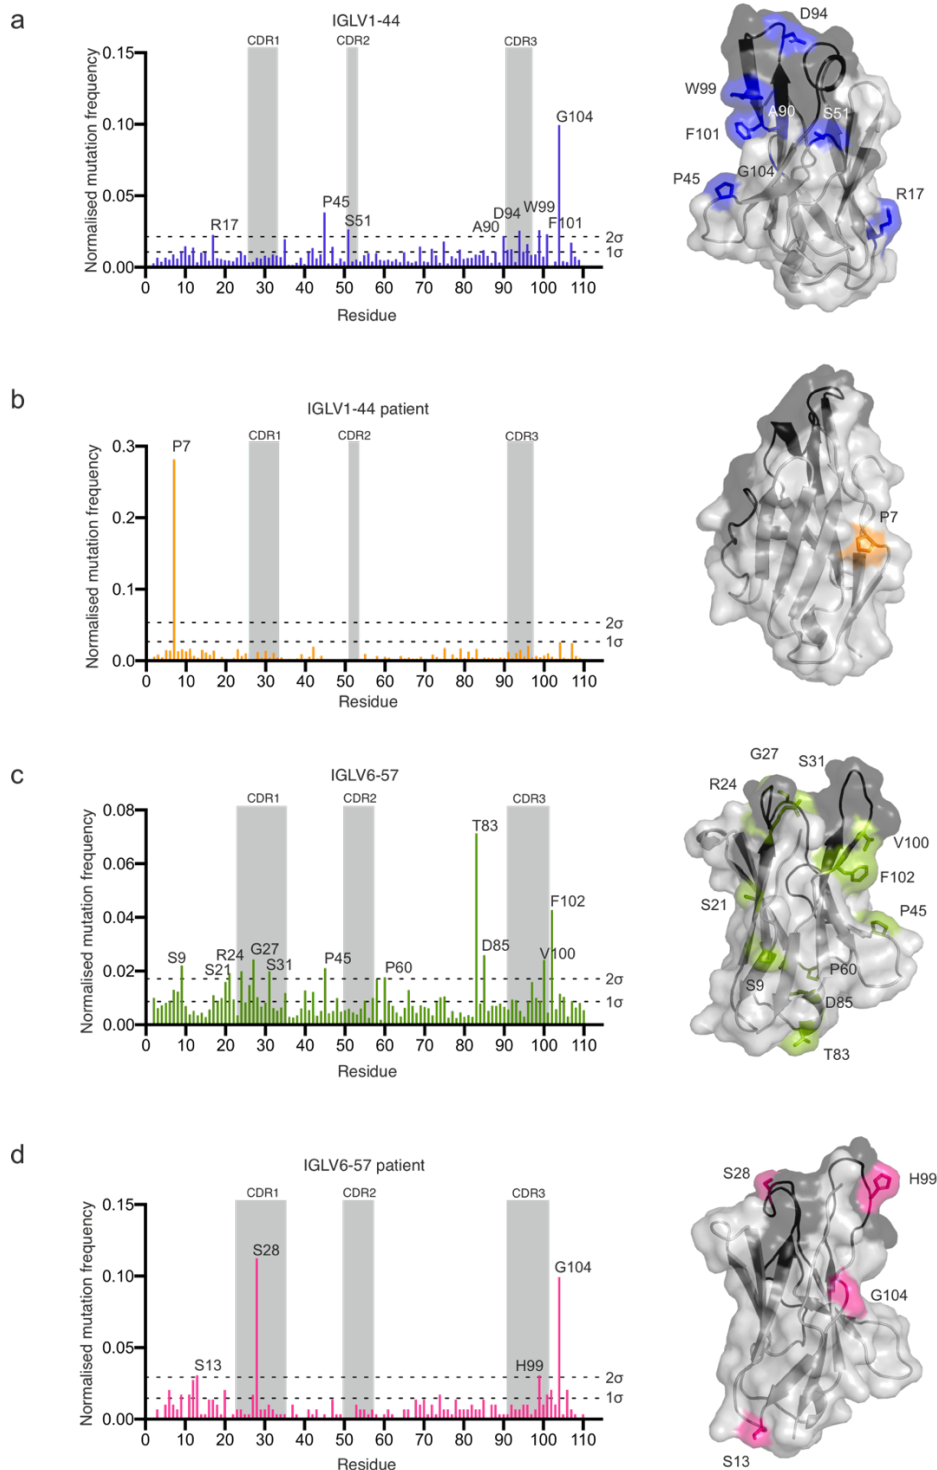 a
IGLV1-44
Normalised mutation frequency
0.15
0.10
0.05
0.00
CDR1
CDR2
CDR3
R17
P45
S51
A90
D94
W99
F101
G104
2σ
1σ
0 10 20 30 40 50 60 70 80 90 100 110
Residue
D94
W99
A90
S51
F101
G104
P45
R17
b
IGLV1-44 patient
Normalised mutation frequency
0.3
0.2
0.1
0.0
CDR1
CDR2
CDR3
P7
2σ
1σ
0 10 20 30 40 50 60 70 80 90 100 110
Residue
P7
c
IGLV6-57
Normalised mutation frequency
0.08
0.06
0.04
0.02
0.00
CDR1
CDR2
CDR3
S9
S21
R24
G27
S31
P45
P60
T83
D85
V100
F102
2σ
1σ
0 10 20 30 40 50 60 70 80 90 100 110
Residue
G27
S31
R24
V100
F102
S21
P45
P60
S9
D85
T83
d
IGLV6-57 patient
Normalised mutation frequency
0.15
0.10
0.05
0.00
CDR1
CDR2
CDR3
S13
S28
H99
G104
2σ
1σ
0 10 20 30 40 50 60 70 80 90 100 110
Residue
S28
H99
G104
S13